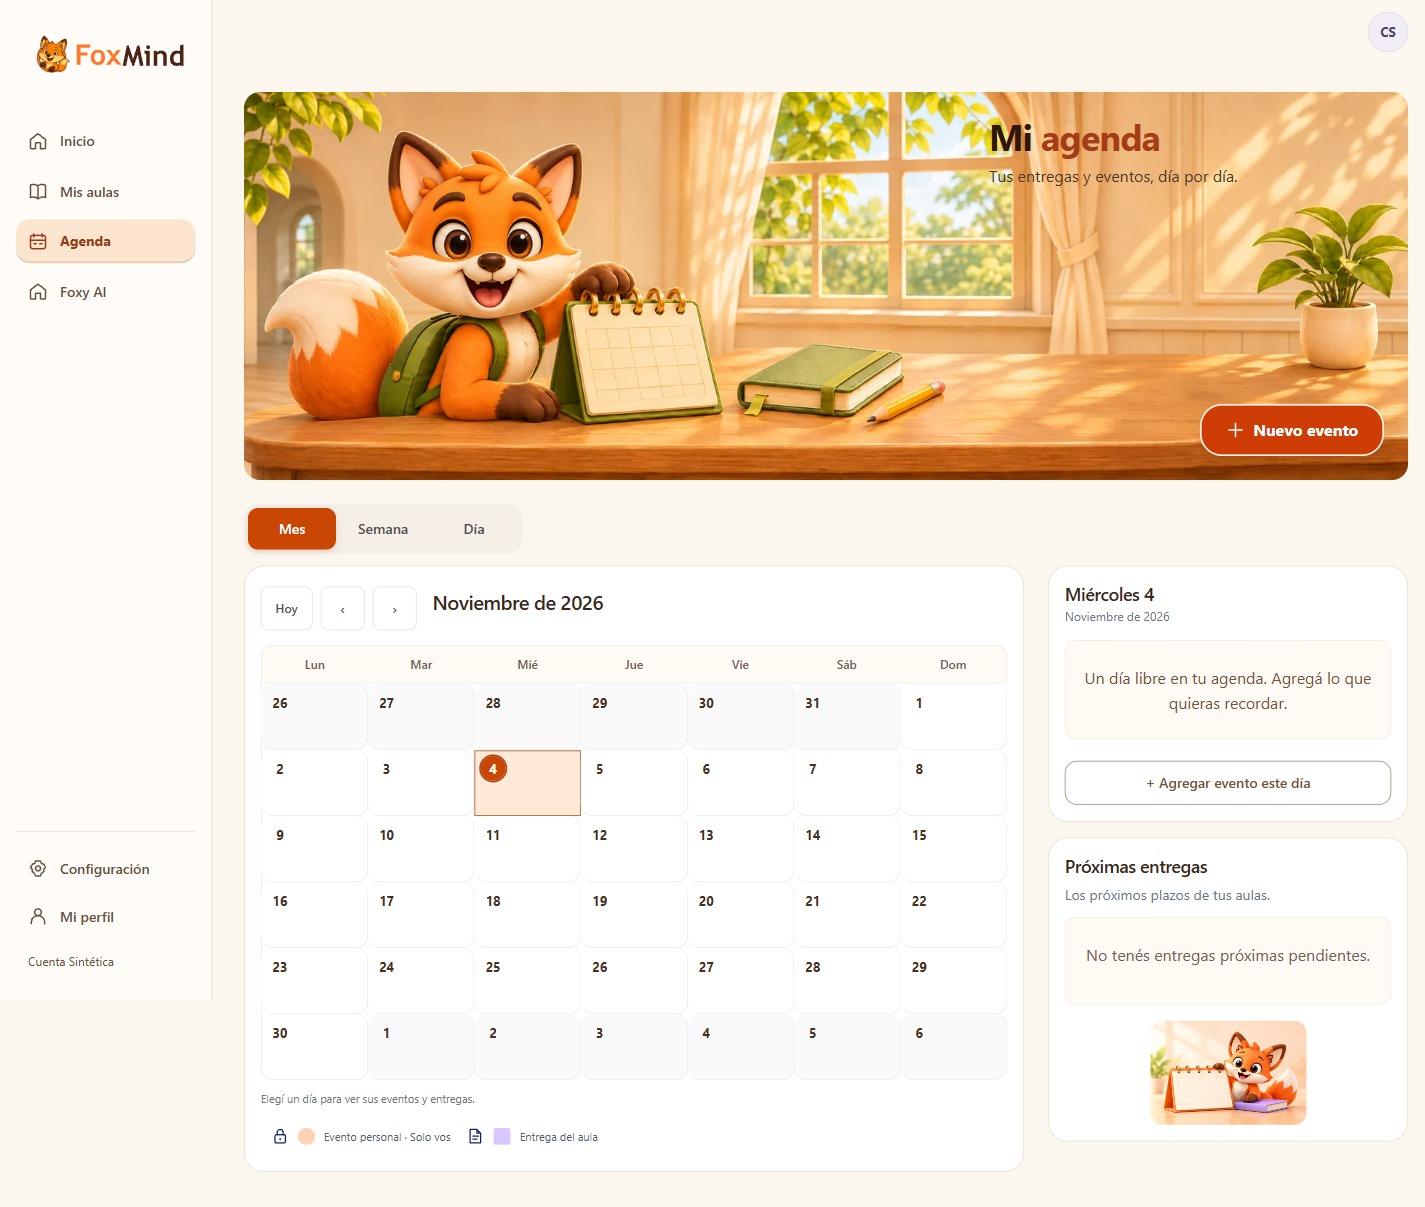 FoxMind
CS
Inicio
Mis aulas
Agenda
Foxy AI
Mi agenda
Tus entregas y eventos, día por día.
+ Nuevo evento
Mes Semana Día
Hoy ‹ › Noviembre de 2026
Lun Mar Mié Jue Vie Sáb Dom
26 27 28 29 30 31 1
2 3 4 5 6 7 8
9 10 11 12 13 14 15
16 17 18 19 20 21 22
23 24 25 26 27 28 29
30 1 2 3 4 5 6
Elegí un día para ver sus eventos y entregas.
Evento personal · Solo vos Entrega del aula
Miércoles 4
Noviembre de 2026
Un día libre en tu agenda. Agregá lo que
quieras recordar.
+ Agregar evento este día
Próximas entregas
Los próximos plazos de tus aulas.
No tenés entregas próximas pendientes.
Configuración
Mi perfil
Cuenta Sintética